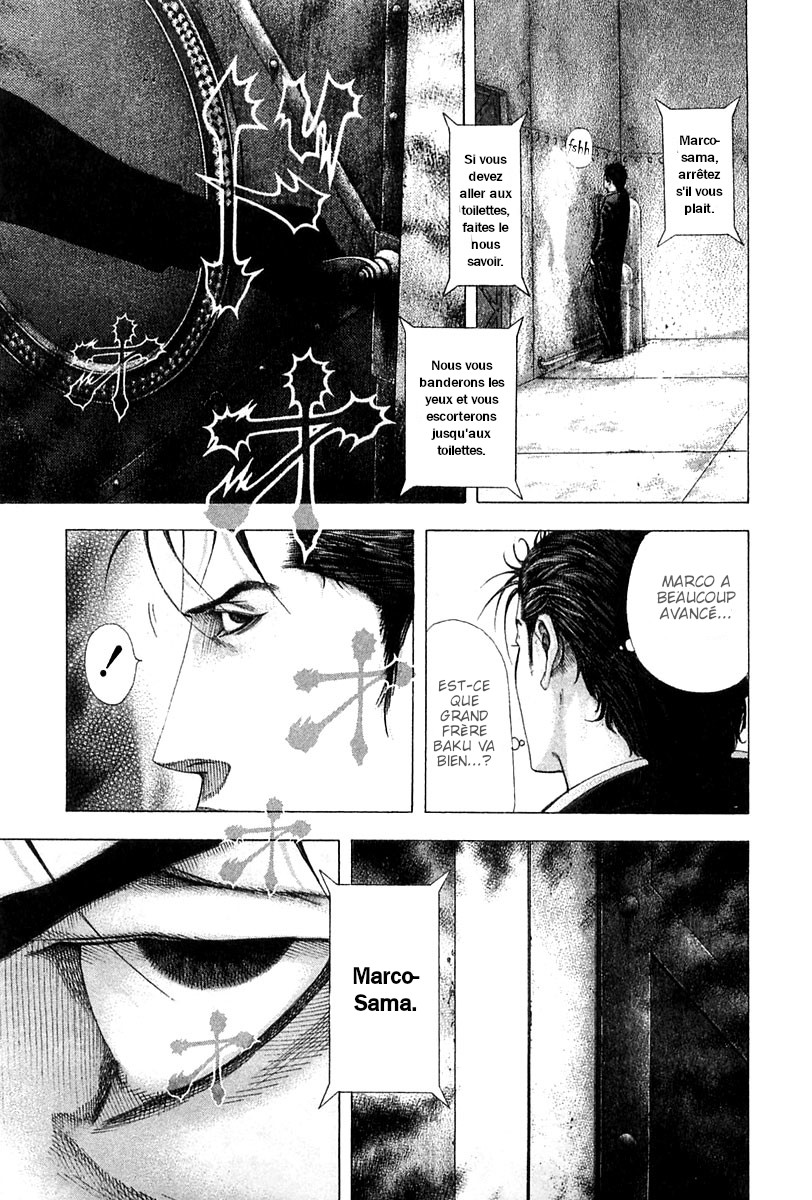 Marco-
sama,
arrêtez
s'il vous
plait.
fshh
Si vous
devez
aller aux
toilettes,
faites le
nous
savoir.
Nous vous
banderons les
yeux et vous
escorterons
jusqu'aux
toilettes.
MARCO A
BEAUCOUP
AVANCÉ...
EST-CE
QUE
GRAND
FRÈRE
BAKU VA
BIEN...?
!
Marco-
Sama.